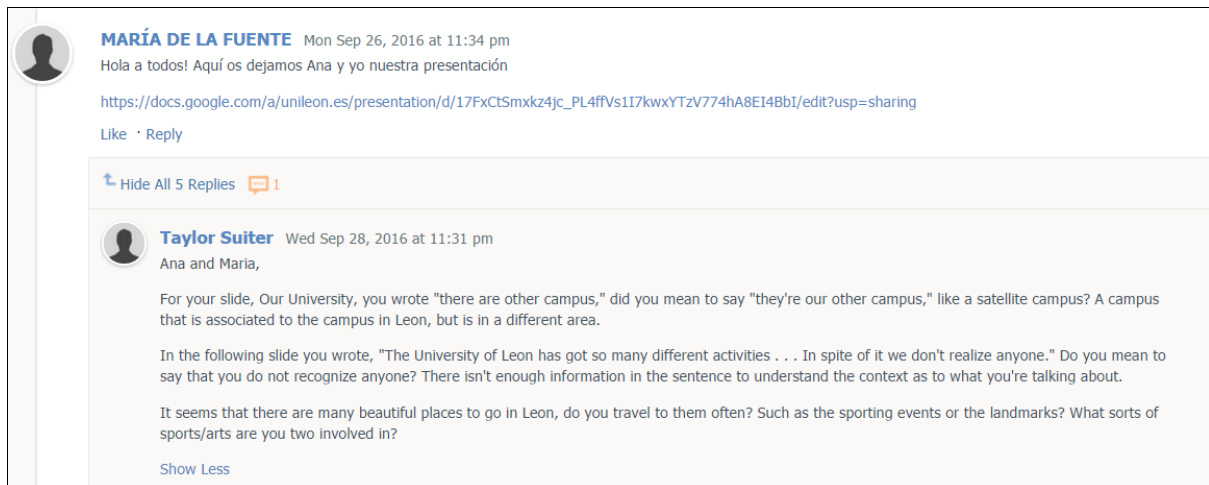 MARÍA DE LA FUENTE Mon Sep 26, 2016 at 11:34 pm
Hola a todos! Aquí os dejamos Ana y yo nuestra presentación
https://docs.google.com/a/unileon.es/presentation/d/17FxCtSmxkz4jc_PL4ffVs1I7kwxYTzV774hA8EI4BbI/edit?usp=sharing
Like · Reply
Hide All 5 Replies 1
Taylor Suiter Wed Sep 28, 2016 at 11:31 pm
Ana and Maria,
For your slide, Our University, you wrote "there are other campus," did you mean to say "they're our other campus," like a satellite campus? A campus
that is associated to the campus in Leon, but is in a different area.
In the following slide you wrote, "The University of Leon has got so many different activities . . . In spite of it we don't realize anyone." Do you mean to
say that you do not recognize anyone? There isn't enough information in the sentence to understand the context as to what you're talking about.
It seems that there are many beautiful places to go in Leon, do you travel to them often? Such as the sporting events or the landmarks? What sorts of
sports/arts are you two involved in?
Show Less